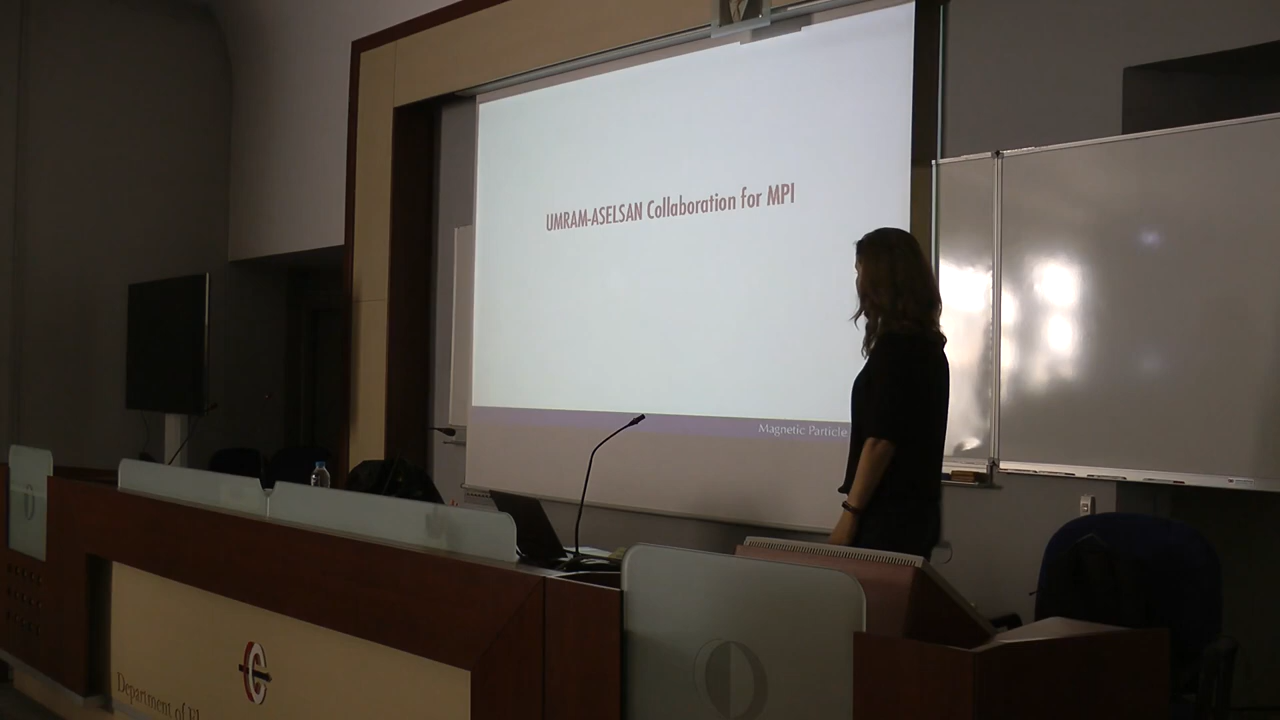 UMRAM-ASELSAN Collaboration for MPI
Magnetic Particle
Department of